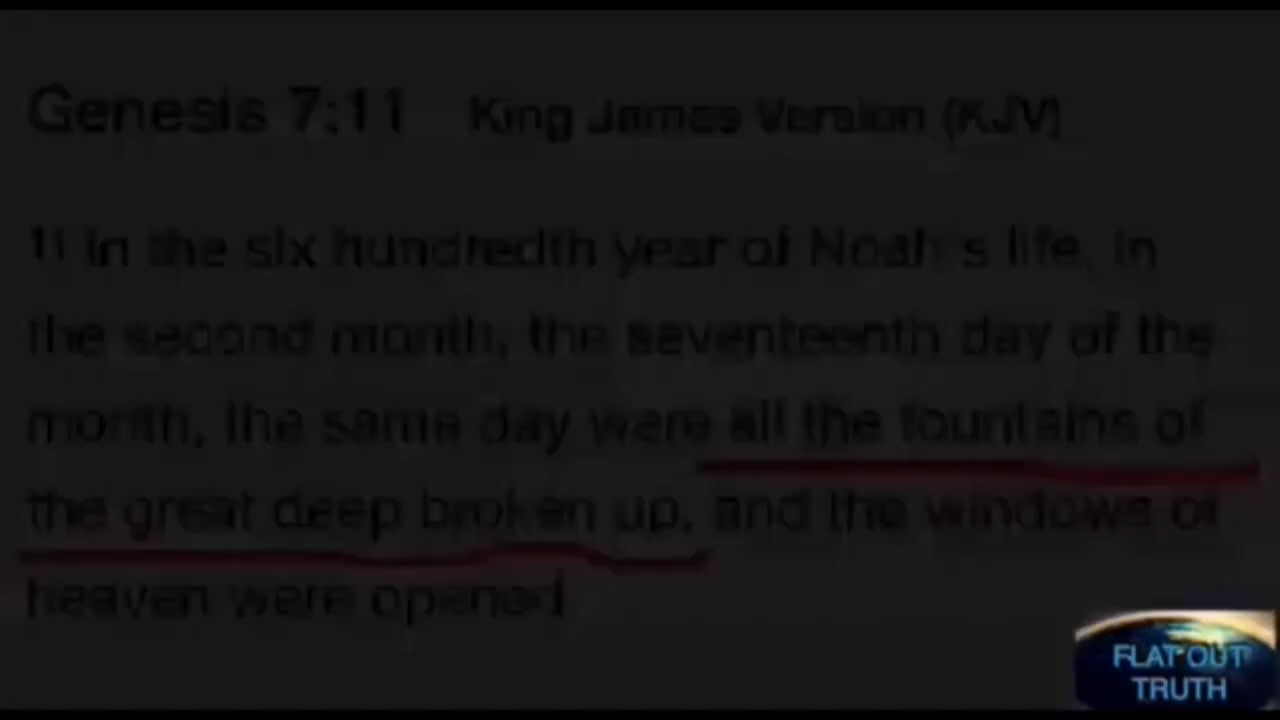 Genesis 7:11 King James Version (KJV)
11 In the six hundredth year of Noah's life, in
the second month, the seventeenth day of the
month, the same day were all the fountains of
the great deep broken up, and the windows of
heaven were opened
FLAT OUT
TRUTH